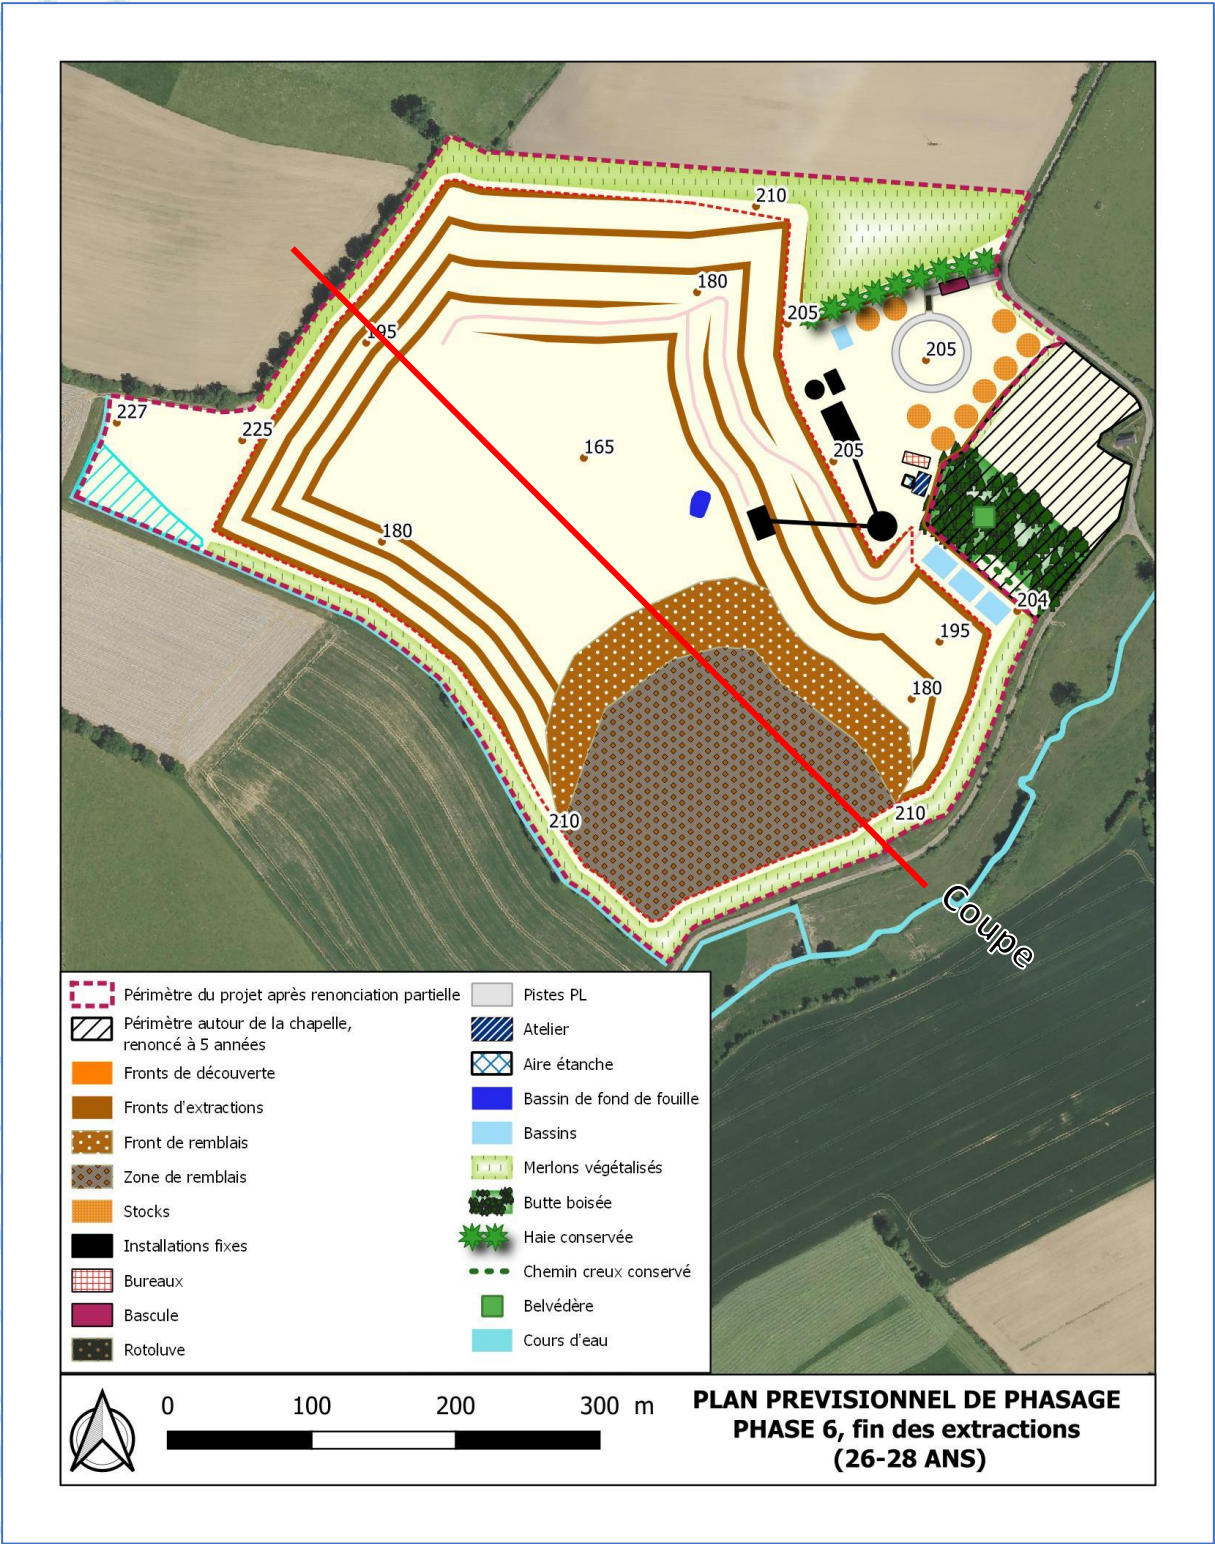 210
180
195
205
205
227
225
205
165
180
204
195
180
210
210
Coupe
Périmètre du projet après renonciation partielle
Périmètre autour de la chapelle,
renoncé à 5 années
Fronts de découverte
Fronts d'extractions
Front de remblais
Zone de remblais
Stocks
Installations fixes
Bureaux
Bascule
Rotoluve
Pistes PL
Atelier
Aire étanche
Bassin de fond de fouille
Bassins
Merlons végétalisés
Butte boisée
Haie conservée
Chemin creux conservé
Belvédère
Cours d'eau
0 100 200 300 m
PLAN PREVISIONNEL DE PHASAGE
PHASE 6, fin des extractions
(26-28 ANS)